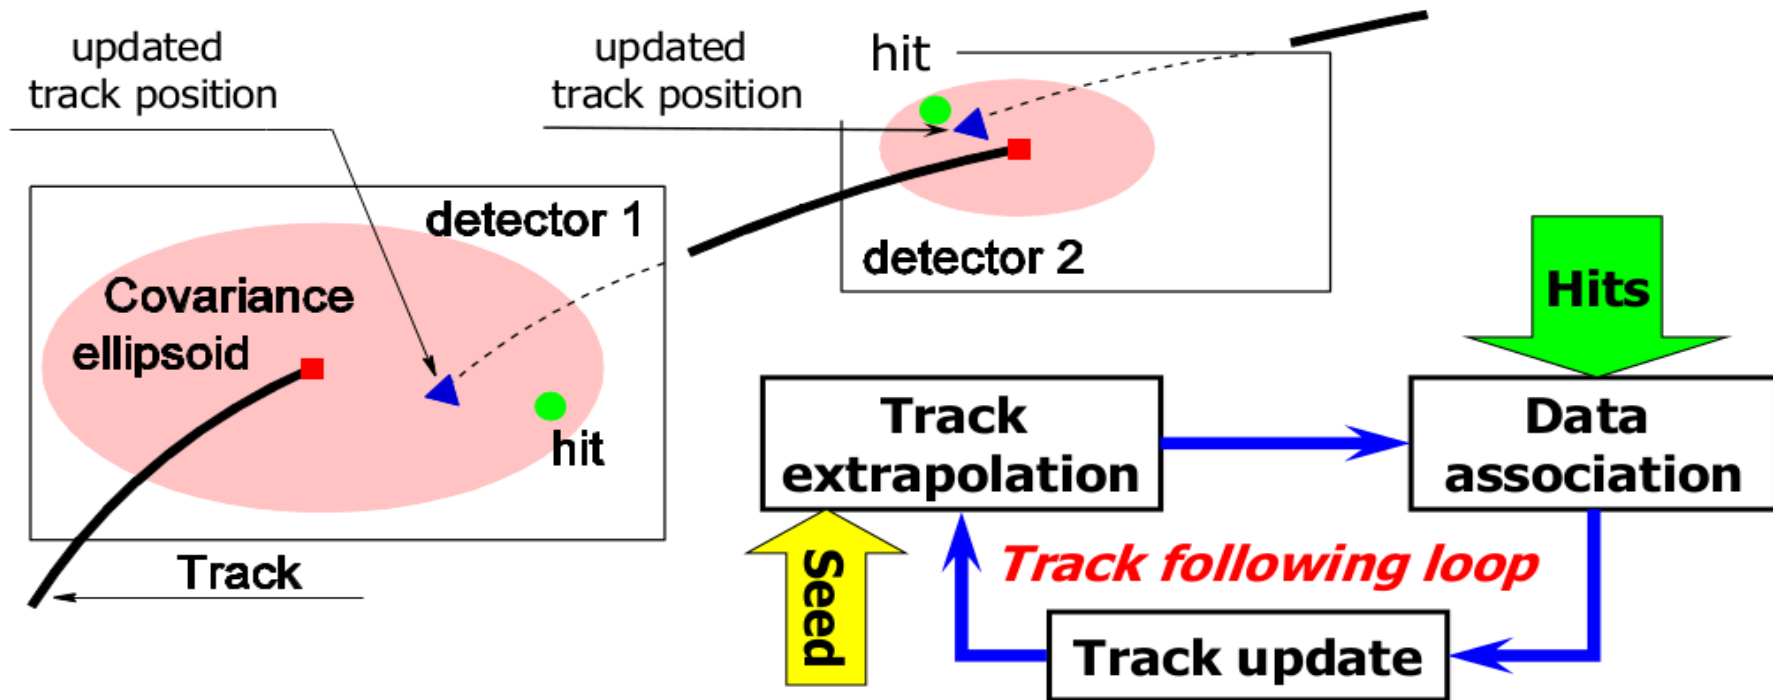 updated
track position
updated
track position
hit
detector 1
Covariance
ellipsoid
hit
Track
detector 2
Hits
Track
extrapolation
Data
association
Seed
Track following loop
Track update